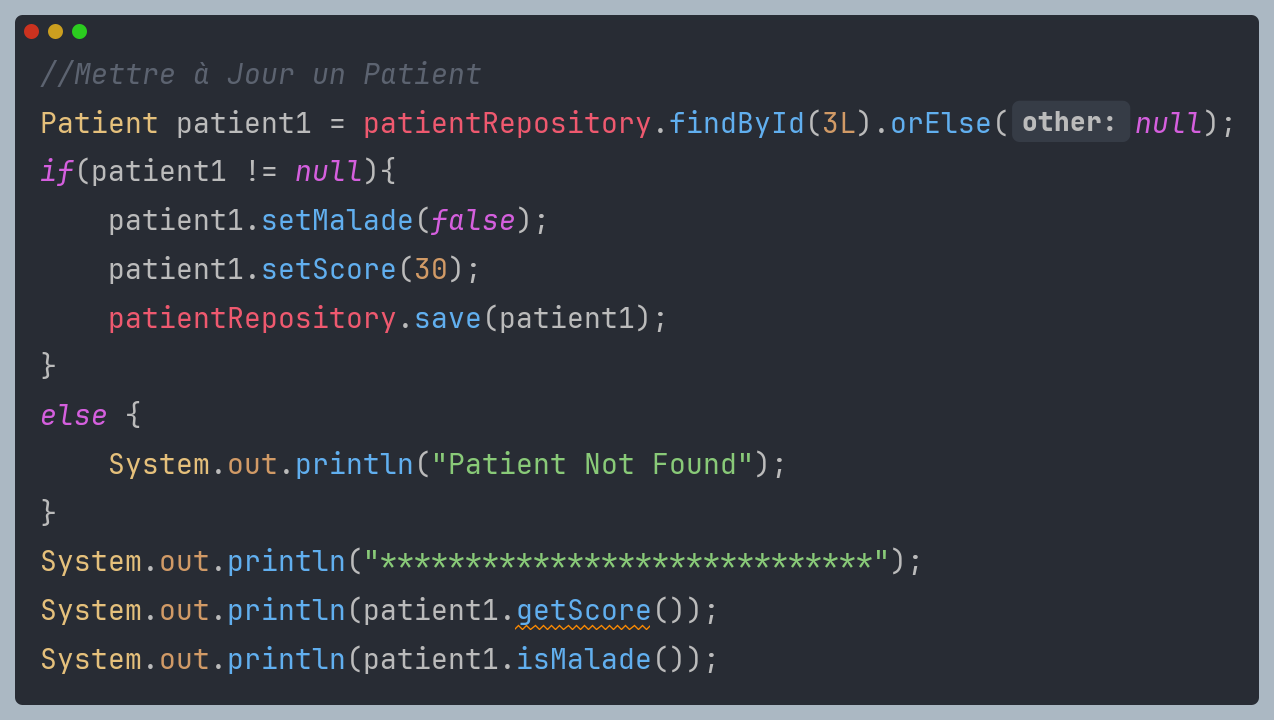 //Mettre à Jour un Patient
Patient patient1 = patientRepository.findById(3L).orElse( other: null);
if(patient1 != null){
    patient1.setMalade(false);
    patient1.setScore(30);
    patientRepository.save(patient1);
}
else {
    System.out.println("Patient Not Found");
}
System.out.println("*****************************");
System.out.println(patient1.getScore());
System.out.println(patient1.isMalade());